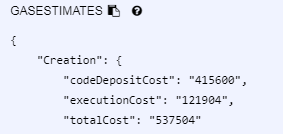 GASESTIMATES
{
"Creation": {
"codeDepositCost": "415600",
"executionCost": "121904",
"totalCost": "537504"